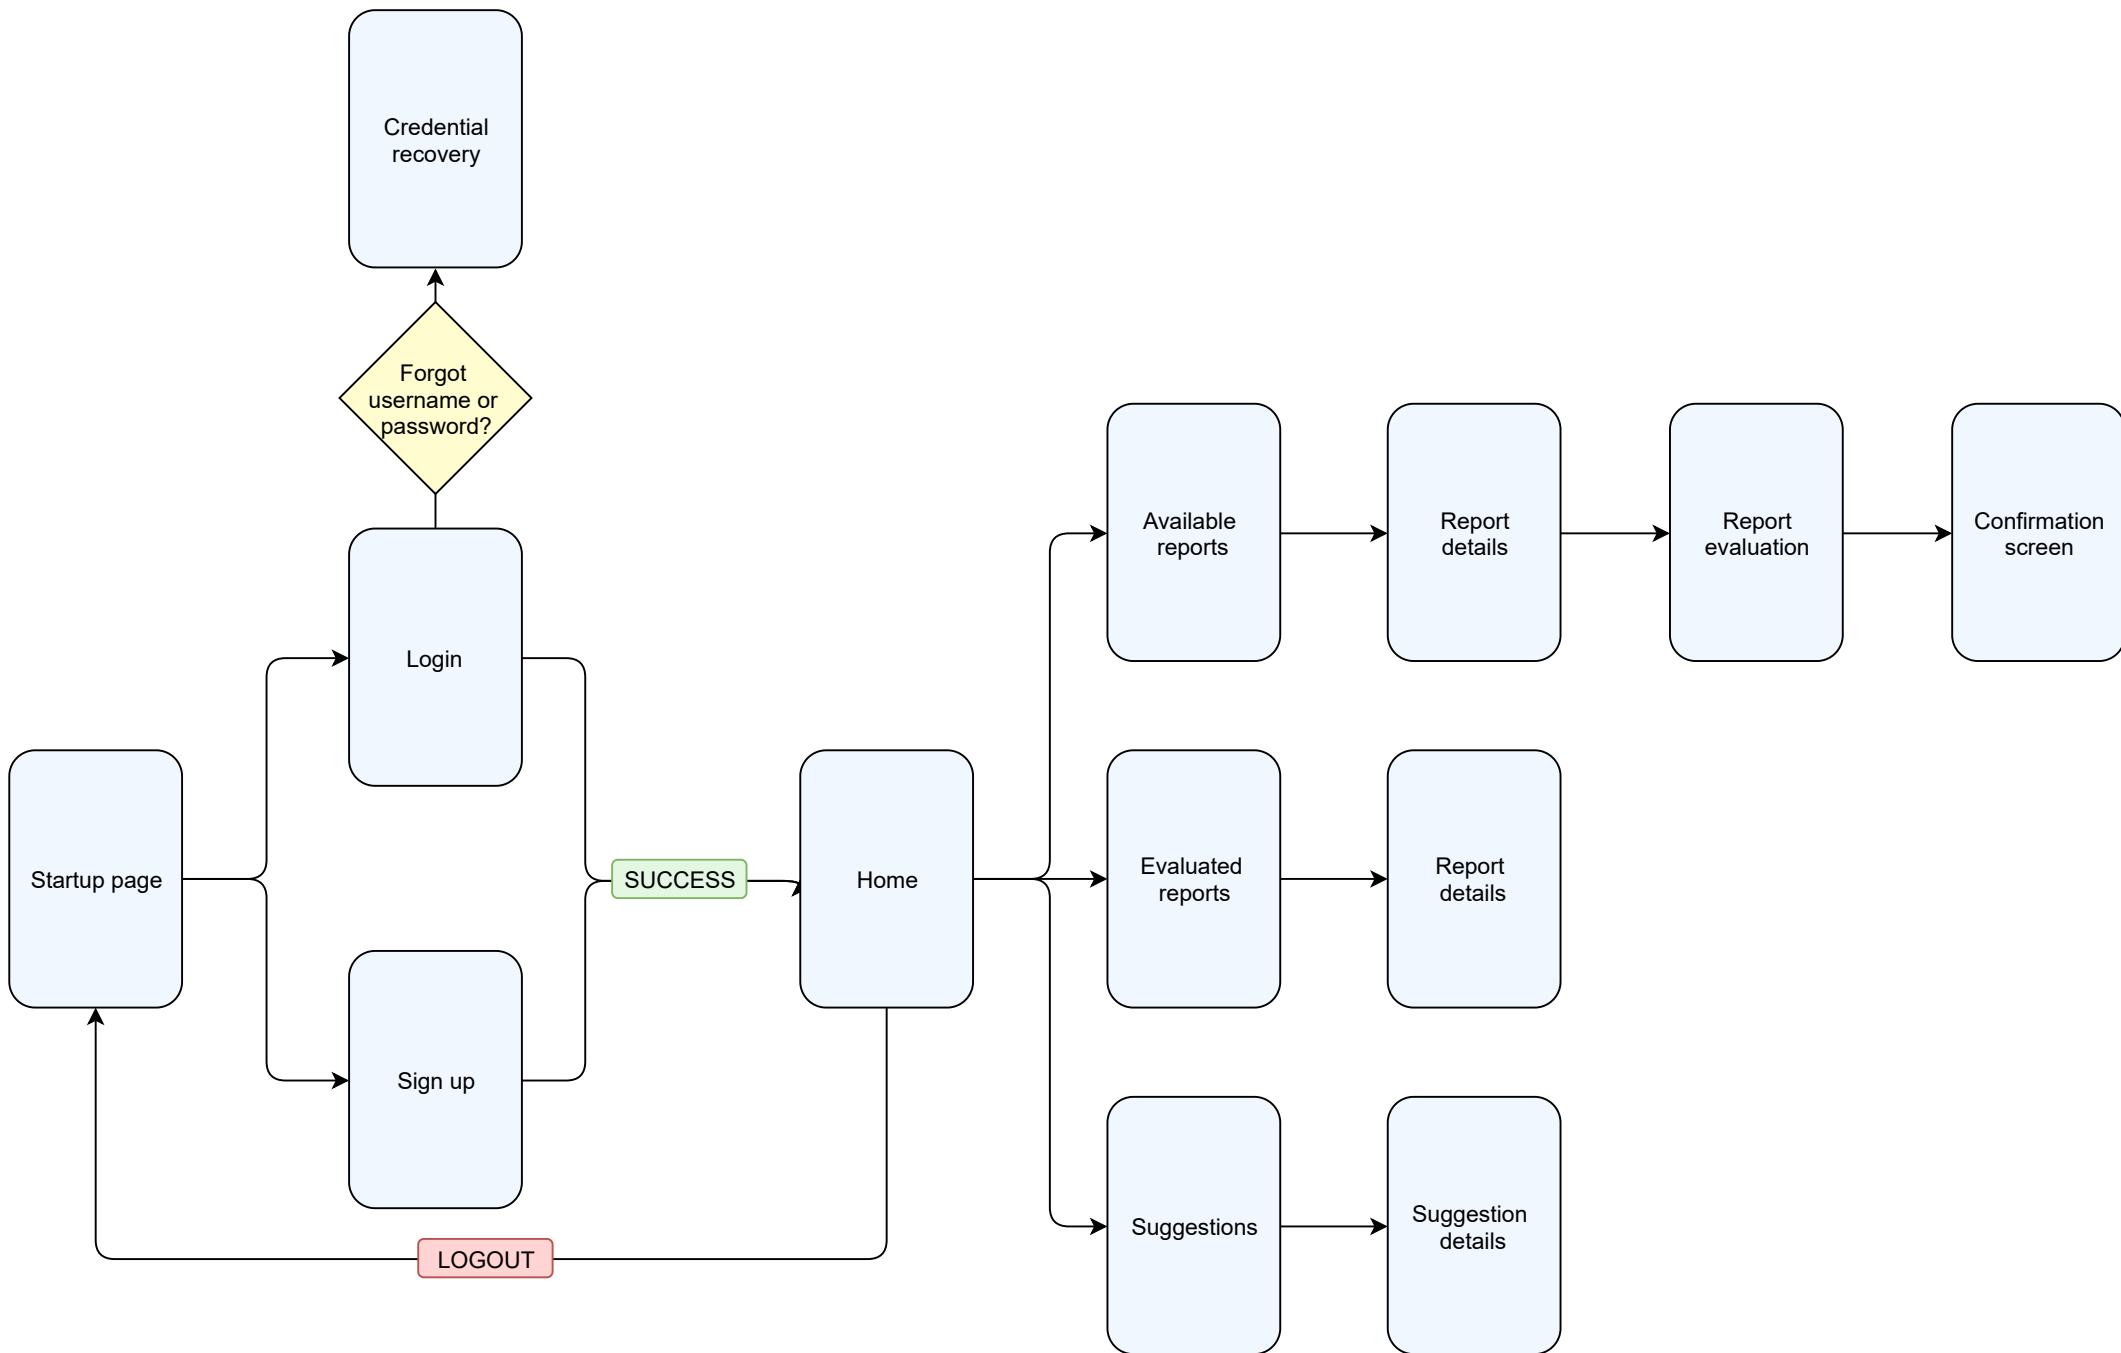 Credential
recovery
Forgot
username or
password?
Login
Startup page
Sign up
SUCCESS
LOGOUT
Home
Available
reports
Report
details
Report
evaluation
Confirmation
screen
Evaluated
reports
Report
details
Suggestions
Suggestion
details